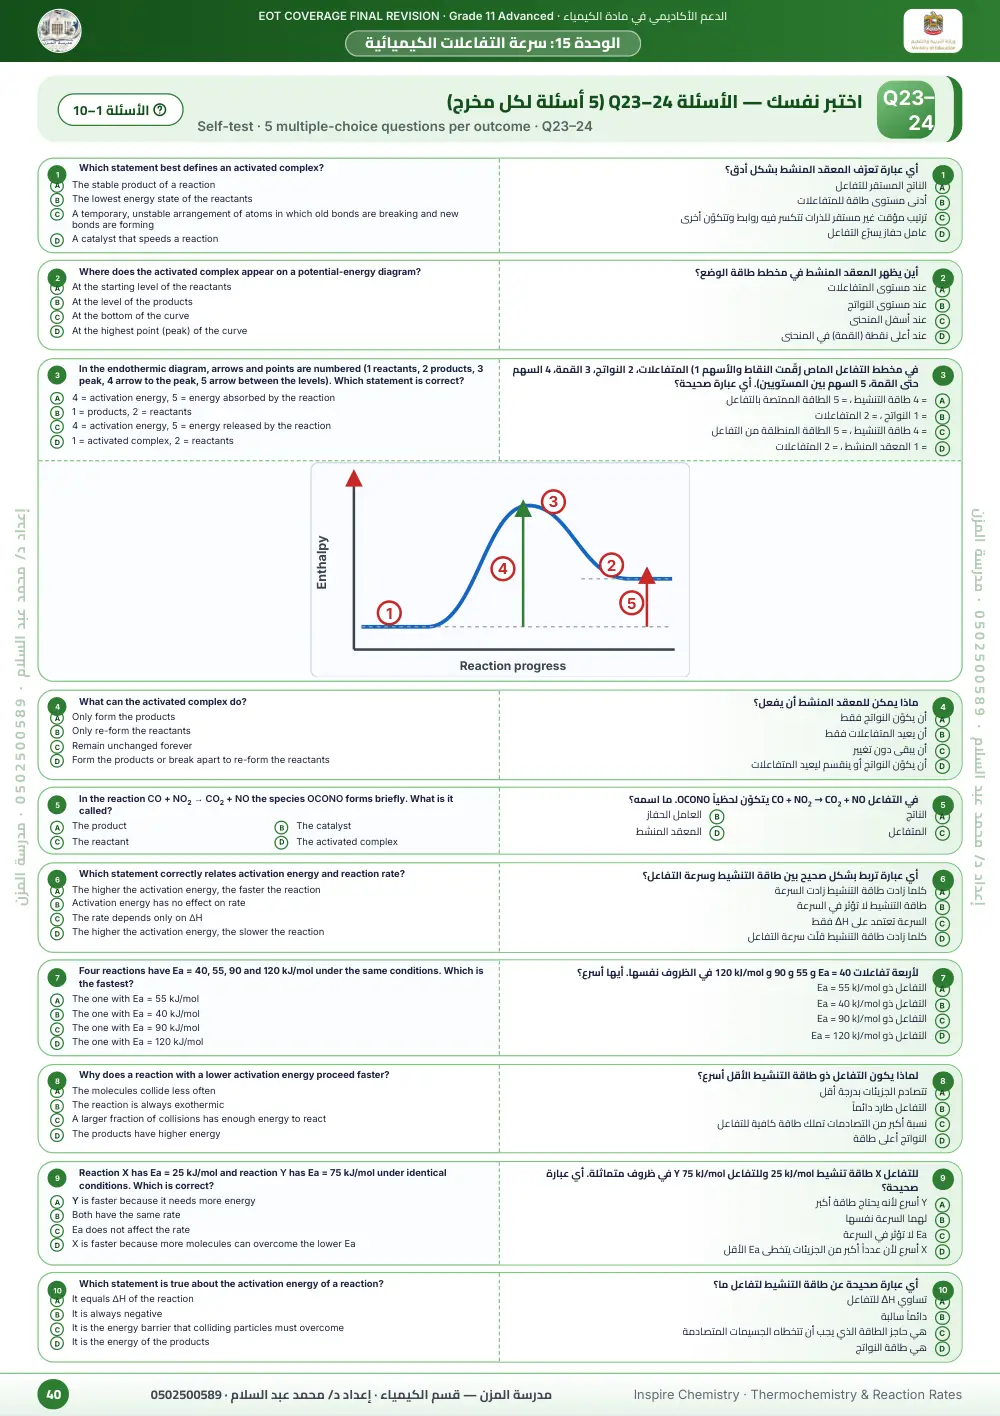 EOT COVERAGE FINAL REVISION · Grade 11 Advanced · الدعم الأكاديمي في مادة الكيمياء
الوحدة 15: سرعة التفاعلات الكيميائية
Q23–24
اختبر نفسك — الأسئلة Q23–24 (5 أسئلة لكل مخرج)
Self-test · 5 multiple-choice questions per outcome · Q23–24
الأسئلة 1–10
1 Which statement best defines an activated complex?
A The stable product of a reaction
B The lowest energy state of the reactants
C A temporary, unstable arrangement of atoms in which old bonds are breaking and new
bonds are forming
D A catalyst that speeds a reaction
1 أي عبارة تعرّف المعقد المنشط بشكل أدق؟
A الناتج المستقر للتفاعل
B أدنى مستوى طاقة للمتفاعلات
C ترتيب مؤقت غير مستقر للذرات تتكسر فيه روابط وتتكوّن أخرى
D عامل حفاز يسرّع التفاعل
2 Where does the activated complex appear on a potential-energy diagram?
A At the starting level of the reactants
B At the level of the products
C At the bottom of the curve
D At the highest point (peak) of the curve
2 أين يظهر المعقد المنشط في مخطط طاقة الوضع؟
A عند مستوى المتفاعلات
B عند مستوى النواتج
C عند أسفل المنحنى
D عند أعلى نقطة (القمة) في المنحنى
3 In the endothermic diagram, arrows and points are numbered (1 reactants, 2 products, 3
peak, 4 arrow to the peak, 5 arrow between the levels). Which statement is correct?
A 4 = activation energy, 5 = energy absorbed by the reaction
B 1 = products, 2 = reactants
C 4 = activation energy, 5 = energy released by the reaction
D 1 = activated complex, 2 = reactants
3 في مخطط التفاعل الماص رُقّمت النقاط والأسهم (1 المتفاعلات، 2 النواتج، 3 القمة، 4 السهم
حتى القمة، 5 السهم بين المستويين). أي عبارة صحيحة؟
A = 4 طاقة التنشيط ، = 5 الطاقة الممتصة بالتفاعل
B = 1 النواتج ، = 2 المتفاعلات
C = 4 طاقة التنشيط ، = 5 الطاقة المنطلقة من التفاعل
D = 1 المعقد المنشط ، = 2 المتفاعلات
Enthalpy
1
2
3
4
5
Reaction progress
4 What can the activated complex do?
A Only form the products
B Only re-form the reactants
C Remain unchanged forever
D Form the products or break apart to re-form the reactants
4 ماذا يمكن للمعقد المنشط أن يفعل؟
A أن يكوّن النواتج فقط
B أن يعيد المتفاعلات فقط
C أن يبقى دون تغيير
D أن يكوّن النواتج أو ينقسم ليعيد المتفاعلات
5 In the reaction CO + NO₂ → CO₂ + NO the species OCONO forms briefly. What is it
called?
A The product B The catalyst
C The reactant D The activated complex
5 في التفاعل CO + NO₂ → CO₂ + NO يتكوّن لحظياً OCONO. ما اسمه؟
A الناتج B العامل الحفاز
C المتفاعل D المعقد المنشط
6 Which statement correctly relates activation energy and reaction rate?
A The higher the activation energy, the faster the reaction
B Activation energy has no effect on rate
C The rate depends only on ΔH
D The higher the activation energy, the slower the reaction
6 أي عبارة تربط بشكل صحيح بين طاقة التنشيط وسرعة التفاعل؟
A كلما زادت طاقة التنشيط زادت السرعة
B طاقة التنشيط لا تؤثر في السرعة
C السرعة تعتمد على ΔH فقط
D كلما زادت طاقة التنشيط قلّت سرعة التفاعل
7 Four reactions have Ea = 40, 55, 90 and 120 kJ/mol under the same conditions. Which is
the fastest?
A The one with Ea = 55 kJ/mol
B The one with Ea = 40 kJ/mol
C The one with Ea = 90 kJ/mol
D The one with Ea = 120 kJ/mol
7 لأربعة تفاعلات Ea = 40 و 55 و 90 و 120 kJ/mol في الظروف نفسها. أيها أسرع؟
A التفاعل ذو Ea = 55 kJ/mol
B التفاعل ذو Ea = 40 kJ/mol
C التفاعل ذو Ea = 90 kJ/mol
D التفاعل ذو Ea = 120 kJ/mol
8 Why does a reaction with a lower activation energy proceed faster?
A The molecules collide less often
B The reaction is always exothermic
C A larger fraction of collisions has enough energy to react
D The products have higher energy
8 لماذا يكون التفاعل ذو طاقة التنشيط الأقل أسرع؟
A تتصادم الجزيئات بدرجة أقل
B التفاعل طارد دائماً
C نسبة أكبر من التصادمات تملك طاقة كافية للتفاعل
D النواتج أعلى طاقة
9 Reaction X has Ea = 25 kJ/mol and reaction Y has Ea = 75 kJ/mol under identical
conditions. Which is correct?
A Y is faster because it needs more energy
B Both have the same rate
C Ea does not affect the rate
D X is faster because more molecules can overcome the lower Ea
9 للتفاعل X طاقة تنشيط 25 kJ/mol وللتفاعل Y 75 kJ/mol في ظروف متماثلة. أي عبارة
صحيحة؟
A Y أسرع لأنه يحتاج طاقة أكبر
B لهما السرعة نفسها
C Ea لا تؤثر في السرعة
D X أسرع لأن عدداً أكبر من الجزيئات يتخطى Ea الأقل
10 Which statement is true about the activation energy of a reaction?
A It equals ΔH of the reaction
B It is always negative
C It is the energy barrier that colliding particles must overcome
D It is the energy of the products
10 أي عبارة صحيحة عن طاقة التنشيط لتفاعل ما؟
A تساوي ΔH للتفاعل
B دائماً سالبة
C هي حاجز الطاقة الذي يجب أن تتخطاه الجسيمات المتصادمة
D هي طاقة النواتج
إعداد د/ محمد عبد السلام · 0502500589 · مدرسة المزن
إعداد د/ محمد عبد السلام · 0502500589 · مدرسة المزن
40
مدرسة المزن — قسم الكيمياء · إعداد د/ محمد عبد السلام · 0502500589
Inspire Chemistry · Thermochemistry & Reaction Rates